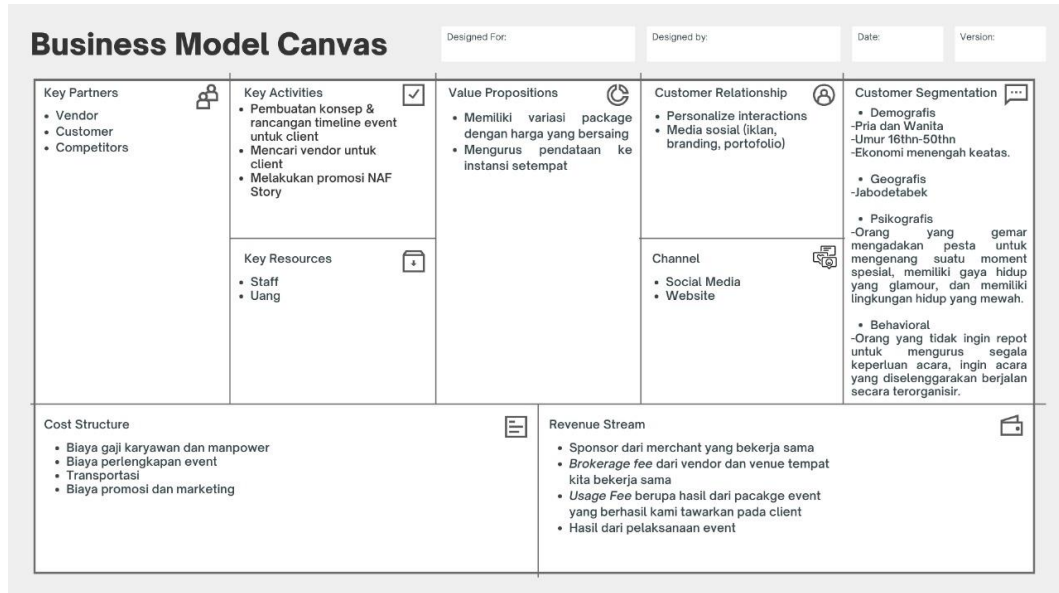 Business Model Canvas
Designed For:
Designed by:
Date:
Version:
Key Partners
• Vendor
• Customer
• Competitors
Key Activities
• Pembuatan konsep &
rancangan timeline event
untuk client
• Mencari vendor untuk
client
• Melakukan promosi NAF
Story
Key Resources
• Staff
• Uang
Value Propositions
• Memiliki variasi package
dengan harga yang bersaing
• Mengurus pendataan ke
instansi setempat
Customer Relationship
• Personalize interactions
• Media sosial (iklan,
branding, portofolio)
Channel
• Social Media
• Website
Customer Segmentation
• Demografis
-Pria dan Wanita
-Umur 16thn-50thn
-Ekonomi menengah keatas.
• Geografis
-Jabodetabek
• Psikografis
-Orang yang gemar
mengadakan pesta untuk
mengenang suatu moment
spesial, memiliki gaya hidup
yang glamour, dan memiliki
lingkungan hidup yang mewah.
• Behavioral
-Orang yang tidak ingin repot
untuk mengurus segala
keperluan acara, ingin acara
yang diselenggarakan berjalan
secara terorganisir.
Cost Structure
• Biaya gaji karyawan dan manpower
• Biaya perlengkapan event
• Transportasi
• Biaya promosi dan marketing
Revenue Stream
• Sponsor dari merchant yang bekerja sama
• Brokerage fee dari vendor dan venue tempat
kita bekerja sama
• Usage Fee berupa hasil dari pacakge event
yang berhasil kami tawarkan pada client
• Hasil dari pelaksanaan event